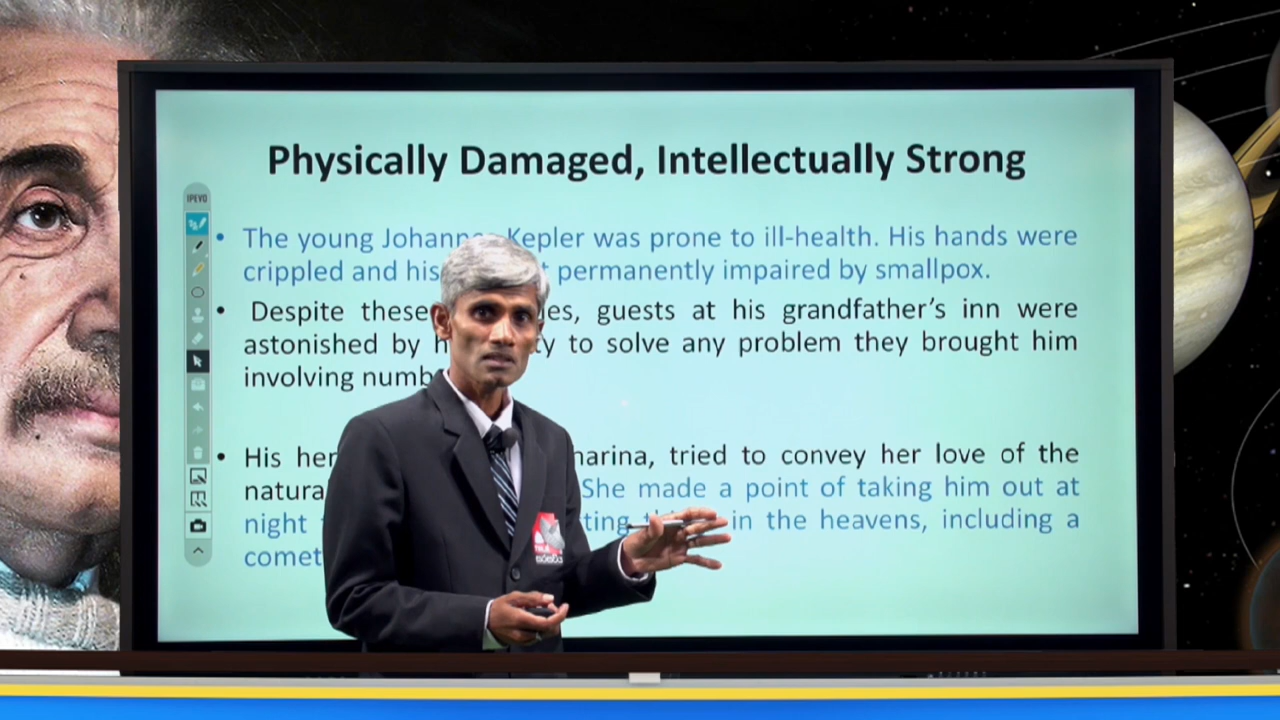 Physically Damaged, Intellectually Strong
IPEVO
• The young Johannes Kepler was prone to ill-health. His hands were
crippled and his permanently impaired by smallpox.
• Despite these guests at his grandfather's inn were
astonished by to solve any problem they brought him
involving
• His tried to convey her love of the
She made a point of taking him out at
night in the heavens, including a
comet